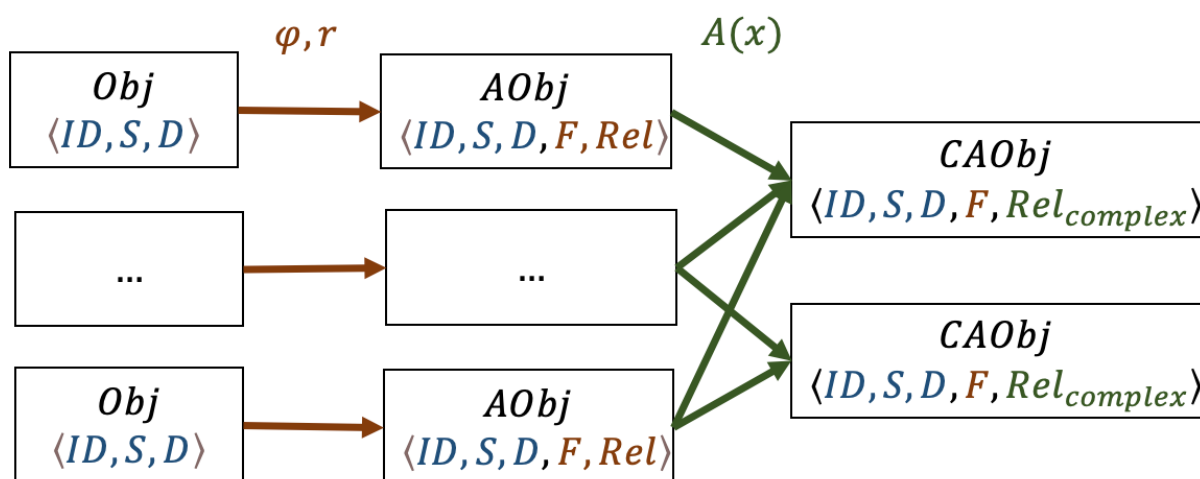 φ,r
A(x)
Obj
⟨ID,S,D⟩
AObj
⟨ID,S,D,F,Rel⟩
CAObj
⟨ID,S,D,F,Rel_complex⟩
...
...
CAObj
⟨ID,S,D,F,Rel_complex⟩
Obj
⟨ID,S,D⟩
AObj
⟨ID,S,D,F,Rel⟩